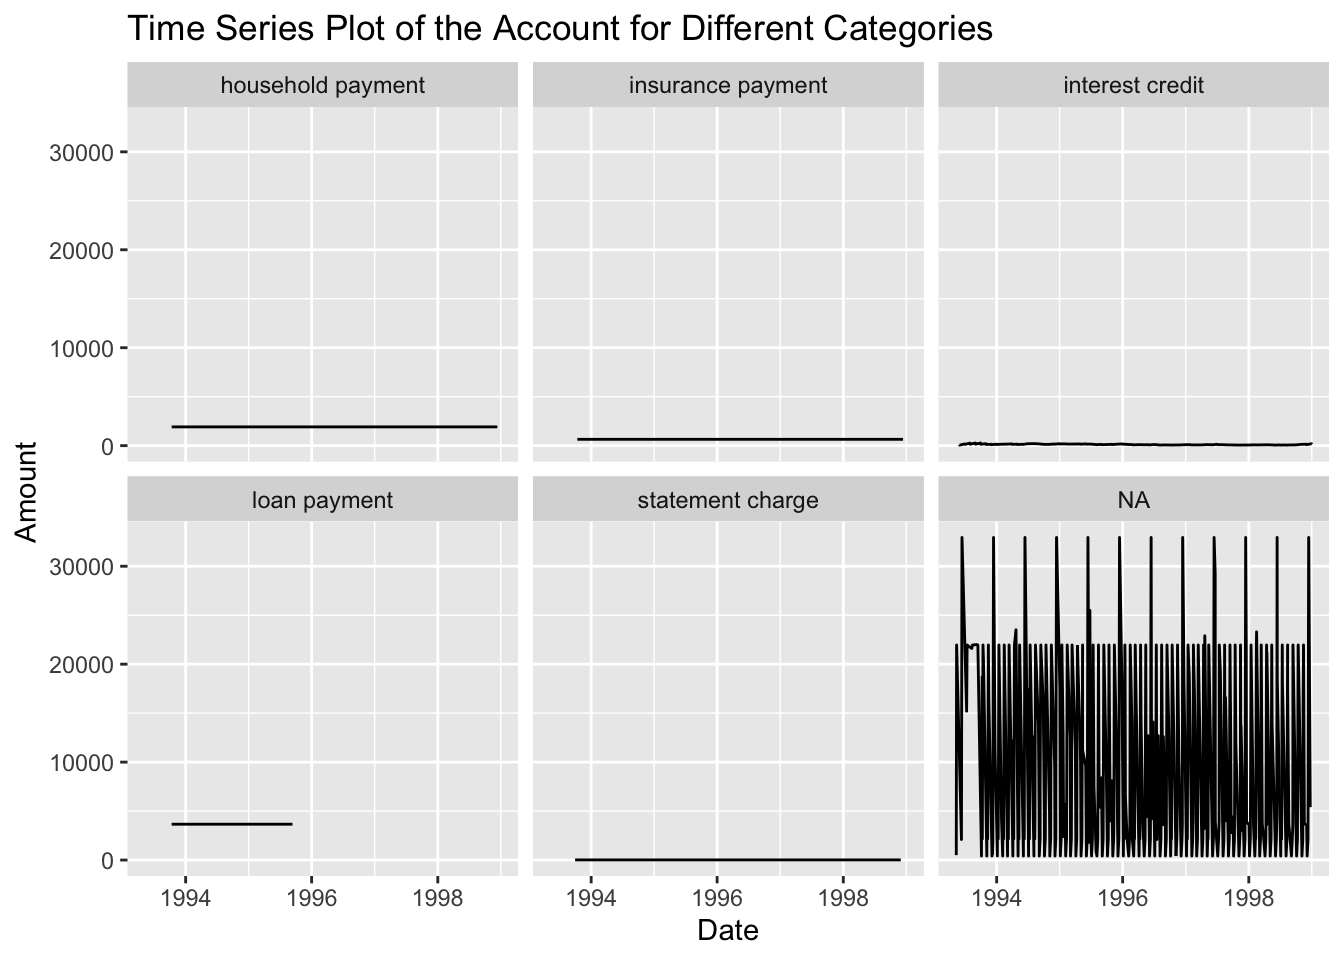 Time Series Plot of the Account for Different Categories
household payment
insurance payment
interest credit
30000
20000
10000
0
Amount
loan payment
statement charge
NA
30000
20000
10000
0
1994 1996 1998
1994 1996 1998
1994 1996 1998
Date